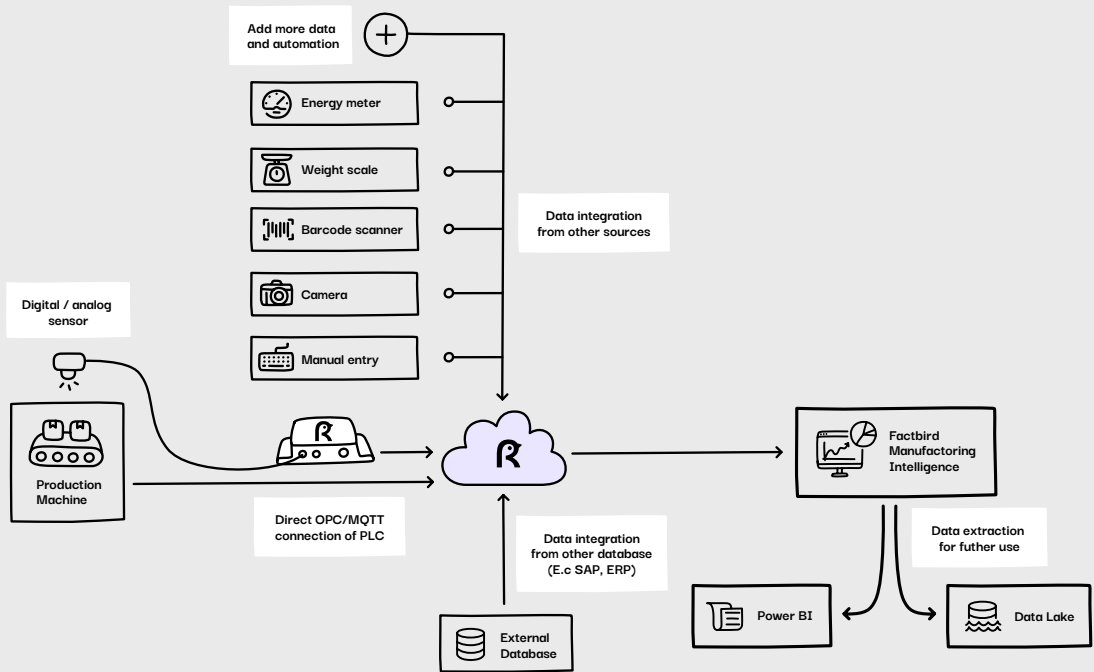 Add more data
and automation
Energy meter
Weight scale
Barcode scanner
Data integration
from other sources
Camera
Digital / analog
sensor
Manual entry
Production
Machine
Direct OPC/MQTT
connection of PLC
Factbird
Manufactoring
Intelligence
Data integration
from other database
(E.c SAP, ERP)
Data extraction
for futher use
External
Database
Power BI
Data Lake